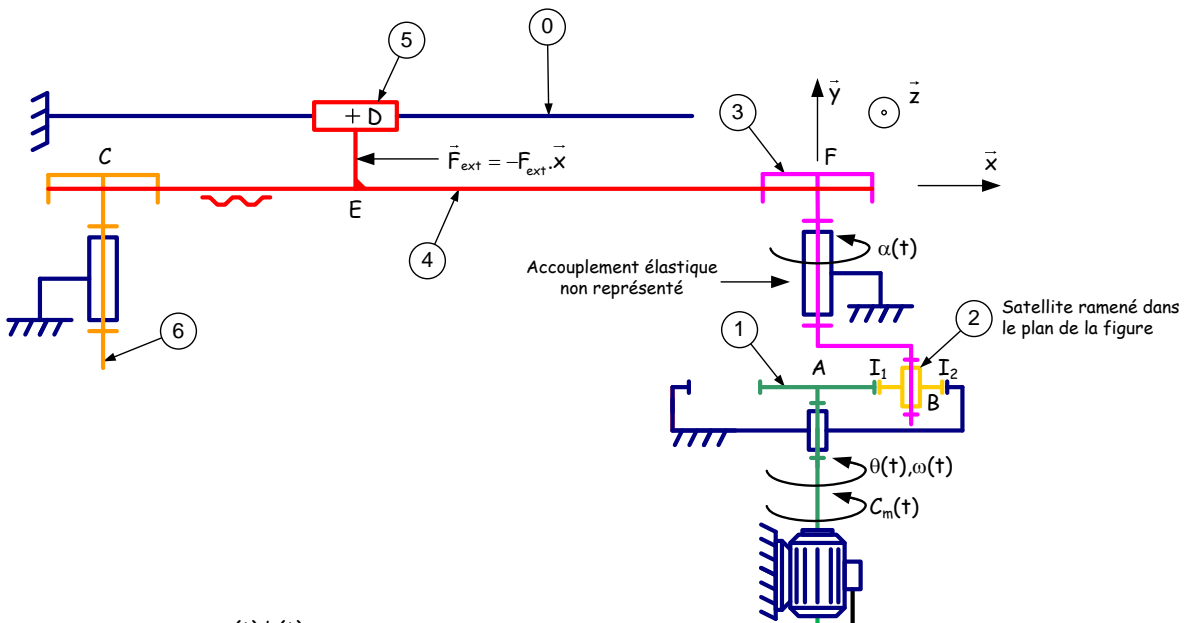 0
5
+ D
y
z
3
C
F
F_ext = -F_ext.x
x
E
4
α(t)
Accouplement élastique
non représenté
2
Satellite ramené dans
le plan de la figure
6
1
A
I₁
I₂
B
θ(t),ω(t)
Cₘ(t)